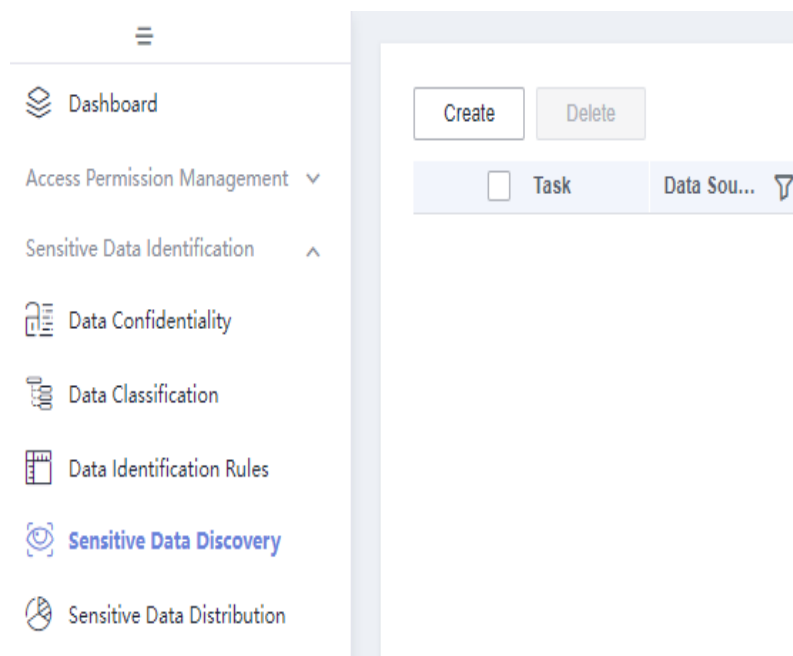 Dashboard
Access Permission Management
Sensitive Data Identification
Data Confidentiality
Data Classification
Data Identification Rules
Sensitive Data Discovery
Sensitive Data Distribution
Create Delete
Task Data Sou...